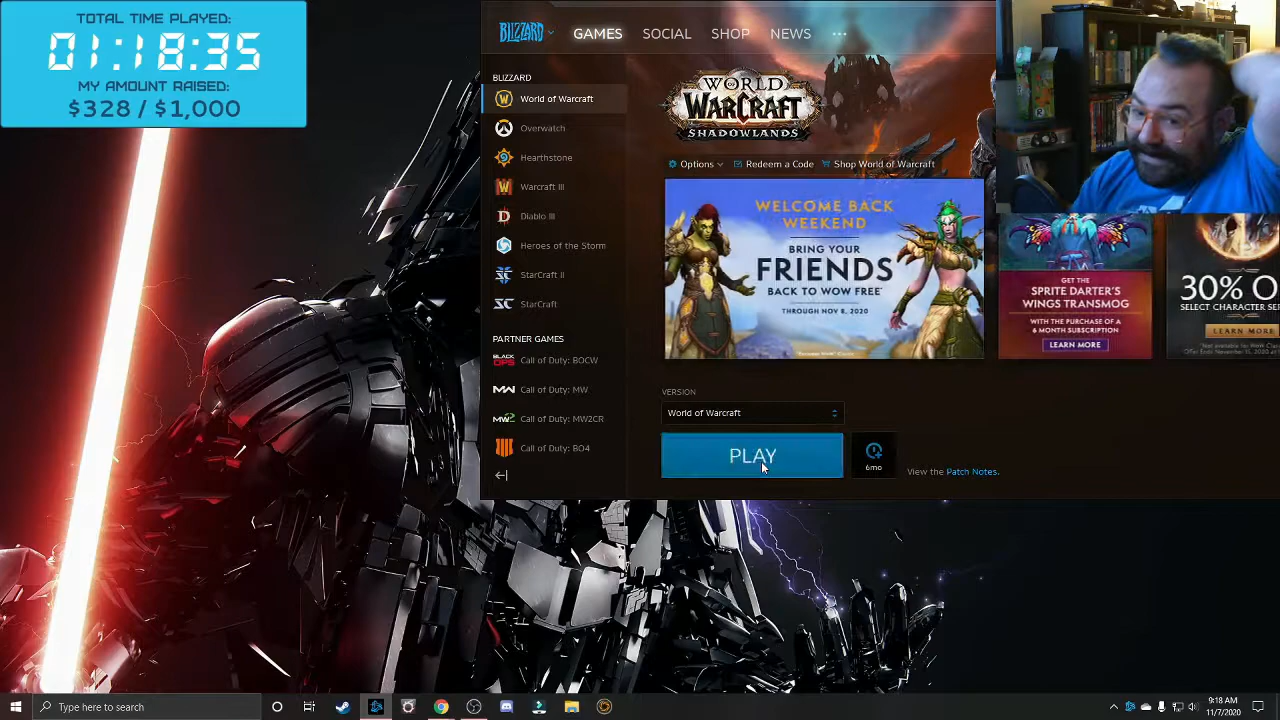 TOTAL TIME PLAYED:
01:18:35
MY AMOUNT RAISED:
$328 / $1,000
BLIZZARD
GAMES
SOCIAL
SHOP
NEWS
BLIZZARD
World of Warcraft
Overwatch
Hearthstone
Warcraft III
Diablo III
Heroes of the Storm
StarCraft II
StarCraft
PARTNER GAMES
BLACK OPS
Call of Duty: BOCW
Call of Duty: MW
Call of Duty: MW2CR
Call of Duty: BO4
WORLD
OF
WARCRAFT
SHADOWLANDS
Options
Redeem a Code
Shop World of Warcraft
WELCOME BACK
WEEKEND
BRING YOUR
FRIENDS
BACK TO WOW FREE*
THROUGH NOV 8, 2020
GET THE
SPRITE DARTER'S
WINGS TRANSMOG
WITH THE PURCHASE OF A
6 MONTH SUBSCRIPTION
LEARN MORE
30% O
SELECT CHARACTER SE
LEARN MORE
VERSION
World of Warcraft
PLAY
6mo
View the Patch Notes.
Type here to search
9:18 AM
11/7/2020